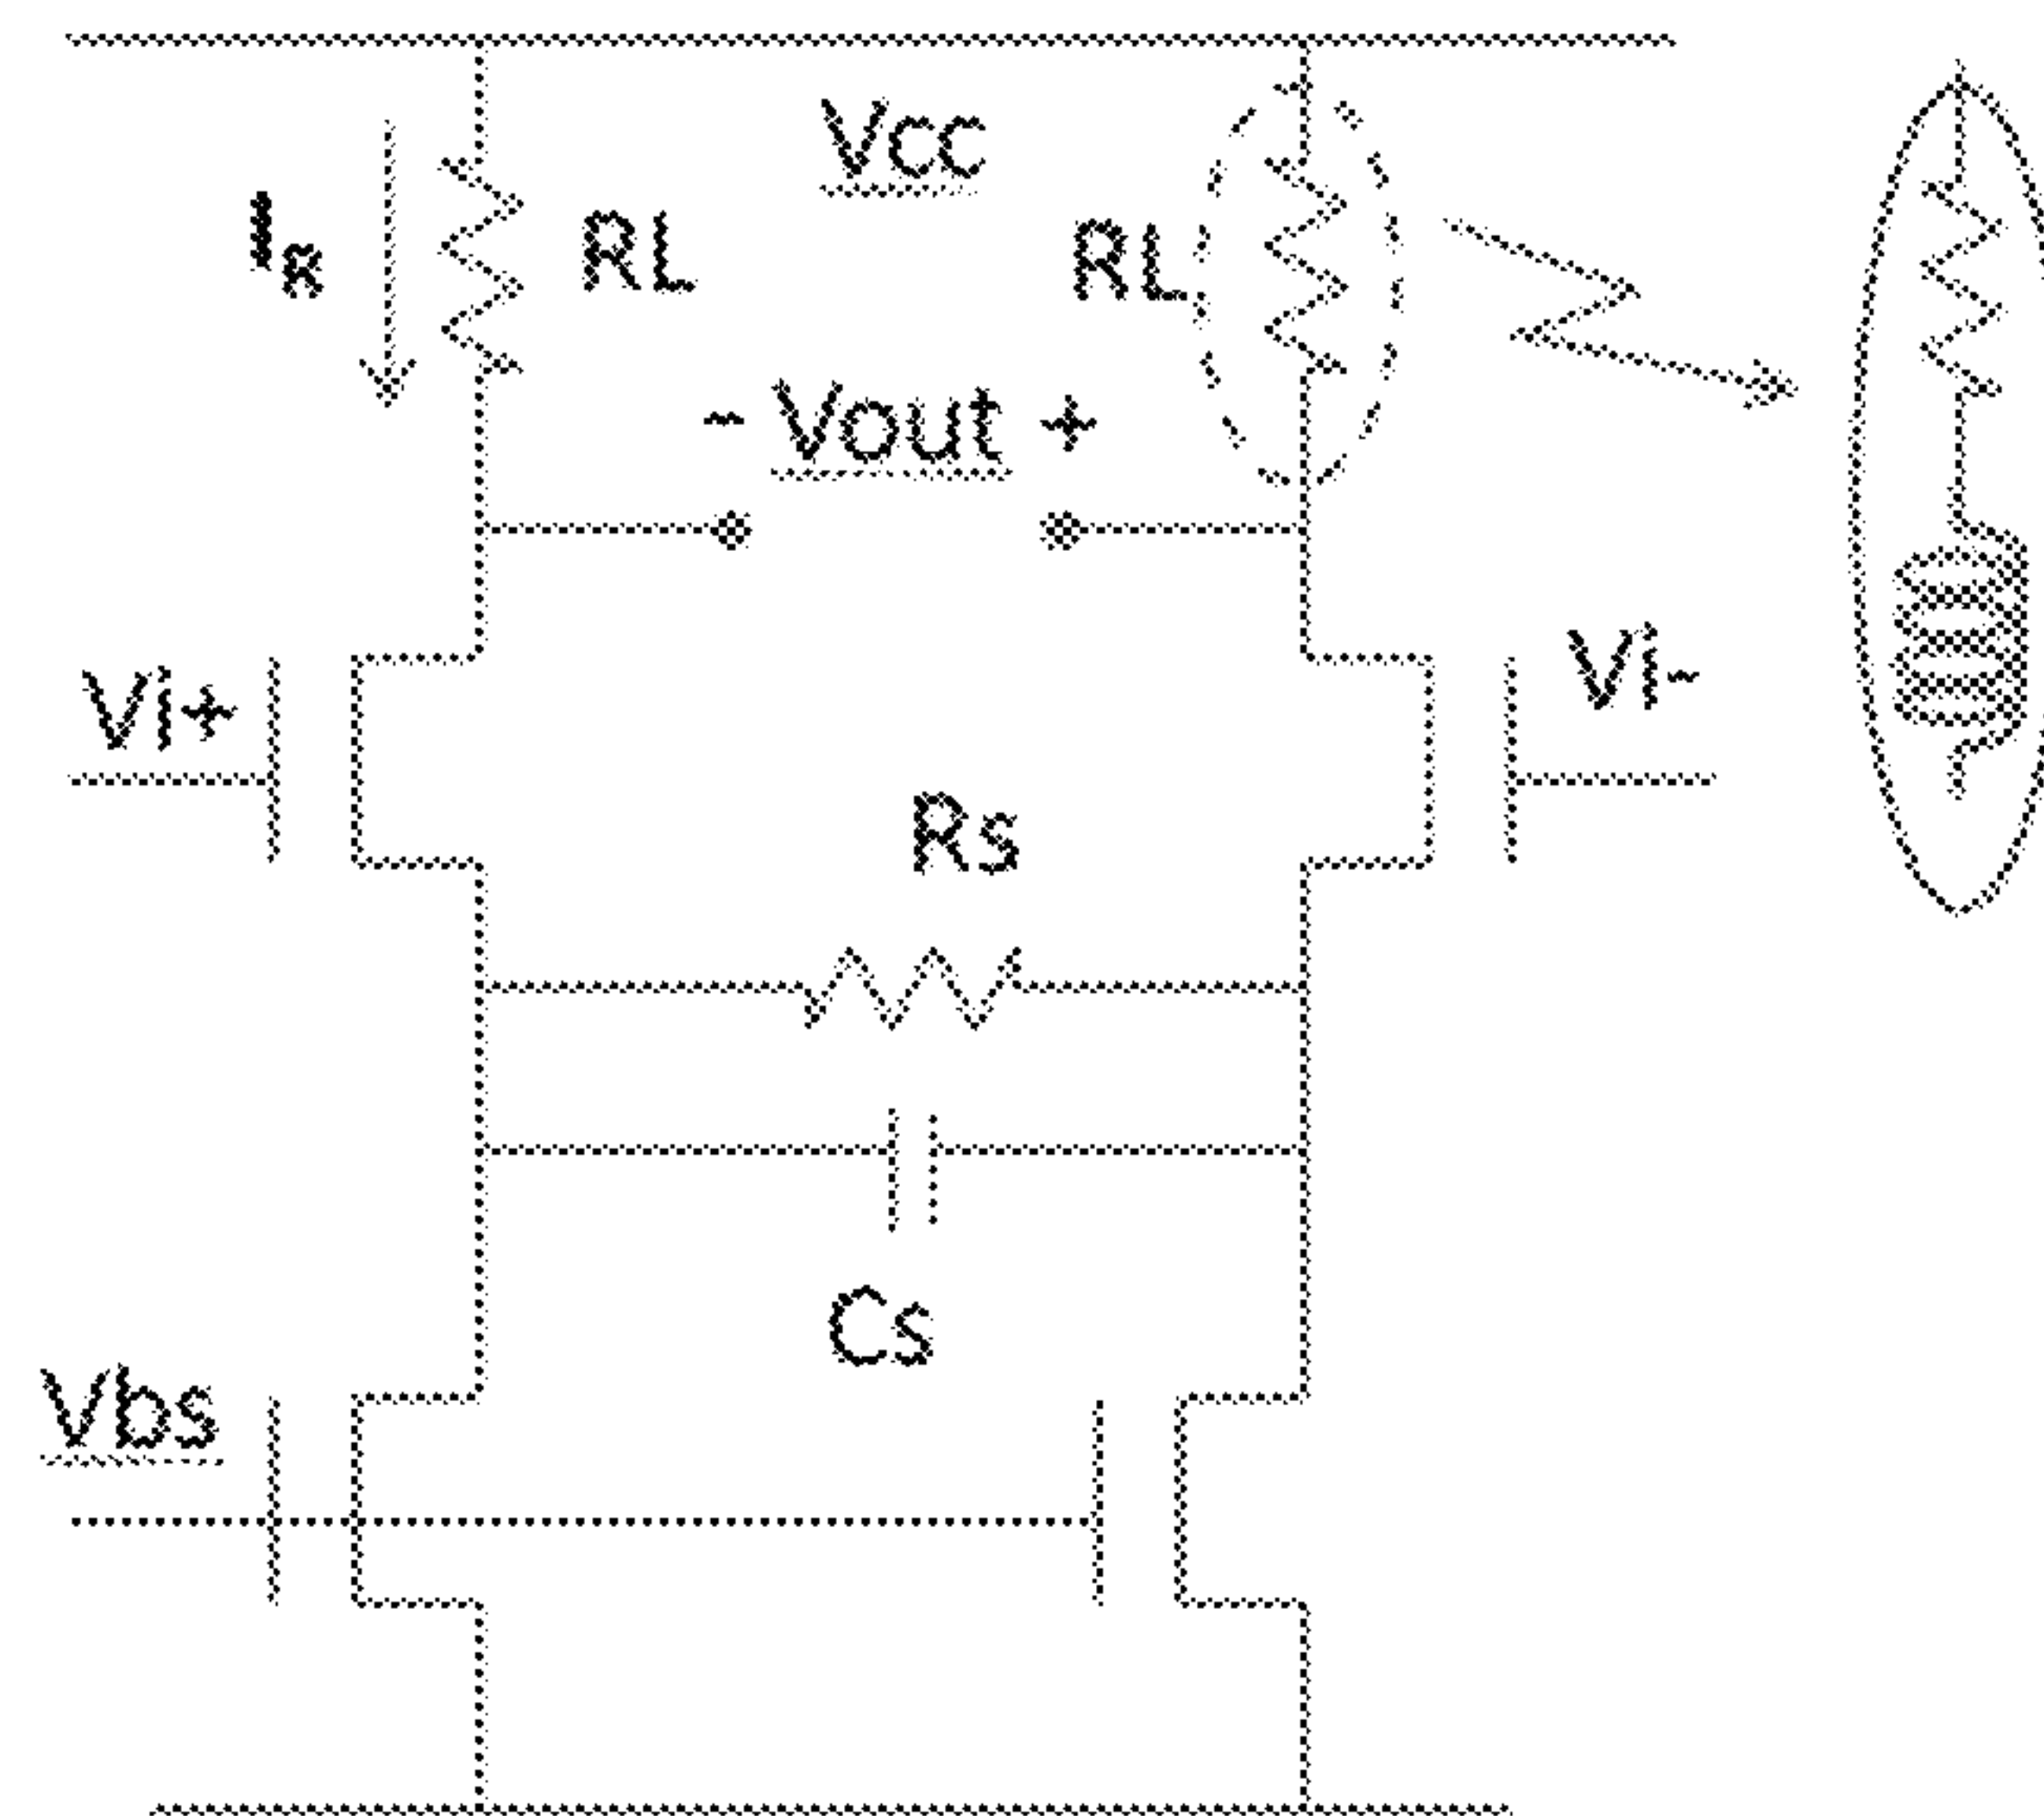 Vcc
IR
RL
RL
- Vout +
VI+
VI-
Rs
Cs
Vbs